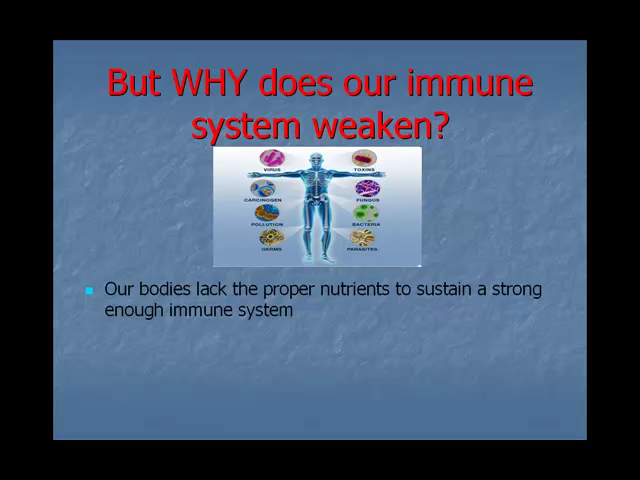 But WHY does our immune
system weaken?
VIRUS TOXINS
CARCINOGEN FUNGUS
POLLUTION BACTERIA
GERMS PARASITES
Our bodies lack the proper nutrients to sustain a strong
enough immune system